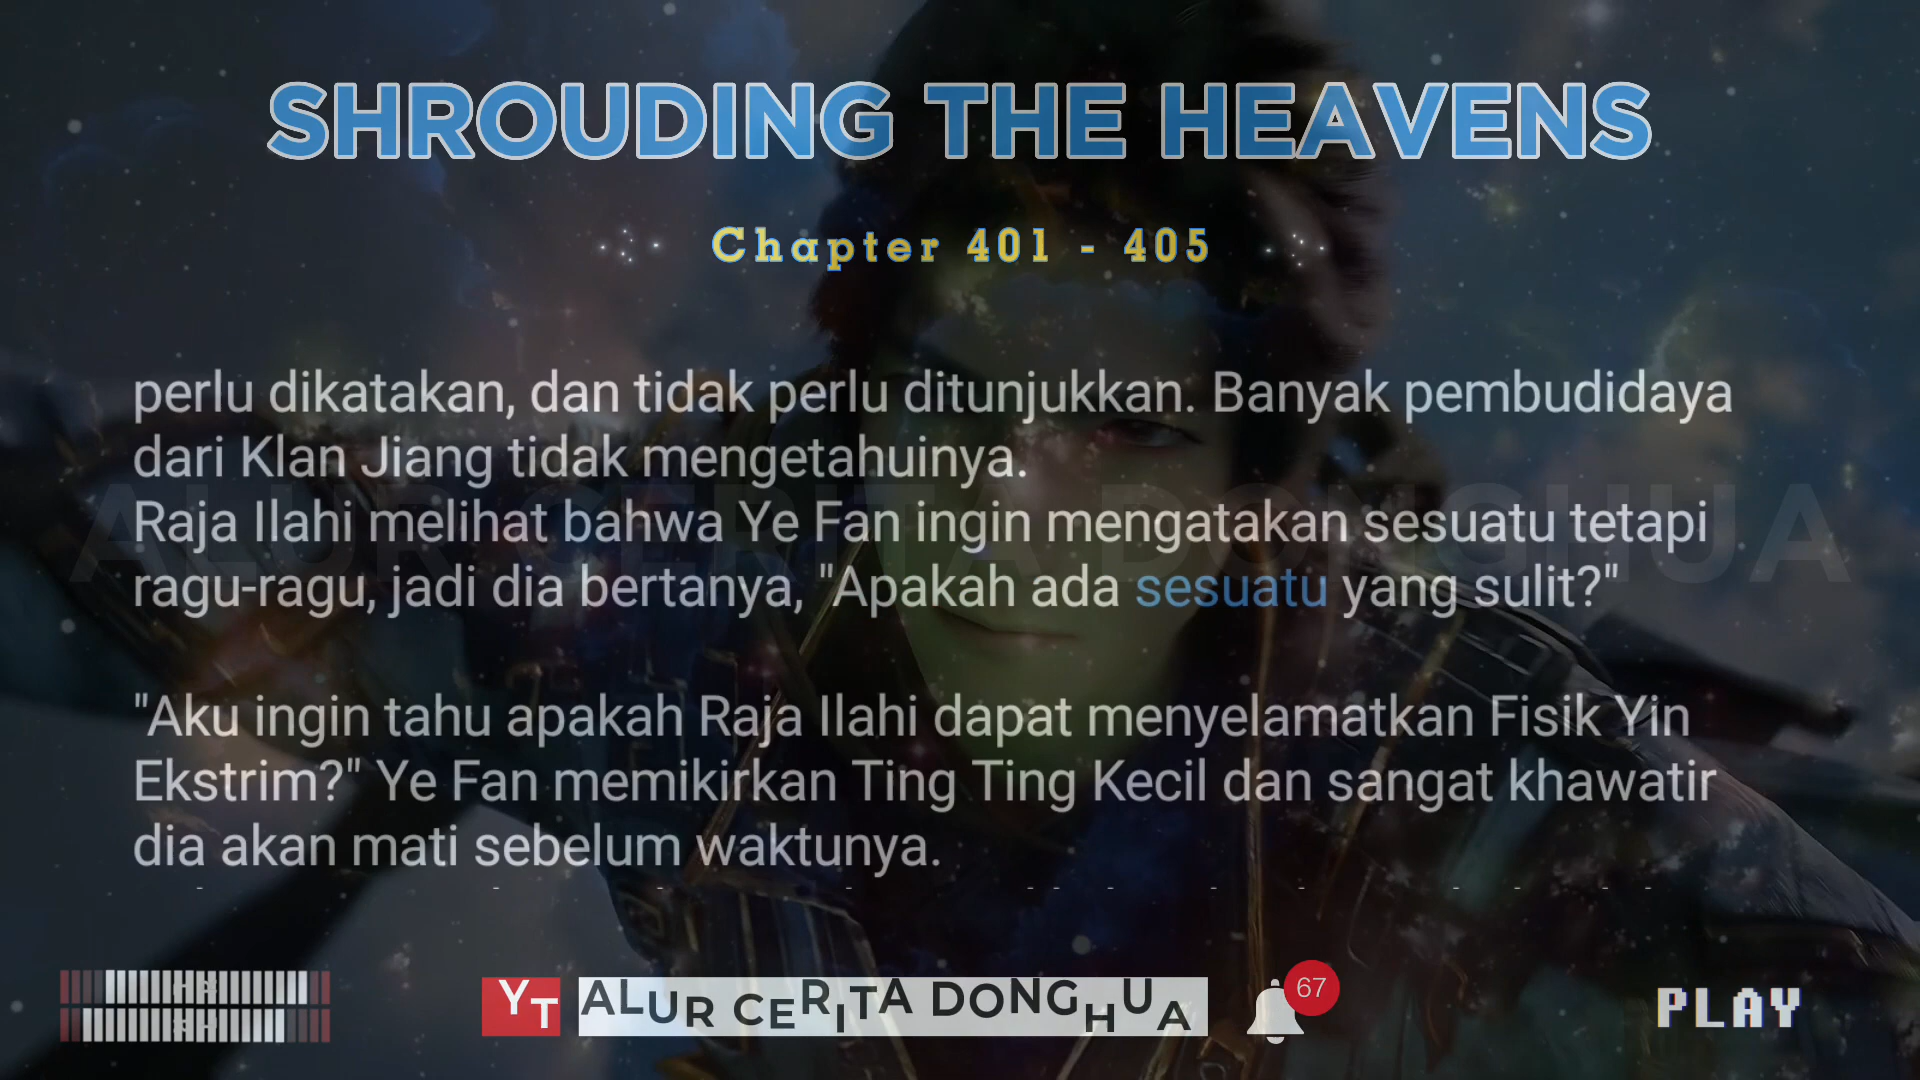 SHROUDING THE HEAVENS
Chapter 401 - 405
perlu dikatakan, dan tidak perlu ditunjukkan. Banyak pembudidaya
dari Klan Jiang tidak mengetahuinya.
Raja Ilahi melihat bahwa Ye Fan ingin mengatakan sesuatu tetapi
ragu-ragu, jadi dia bertanya, "Apakah ada sesuatu yang sulit?"
"Aku ingin tahu apakah Raja Ilahi dapat menyelamatkan Fisik Yin
Ekstrim?" Ye Fan memikirkan Ting Ting Kecil dan sangat khawatir
dia akan mati sebelum waktunya.
ALUR CERITA DONGHUA
YT ALUR CERITA DONGHUA
67
PLAY